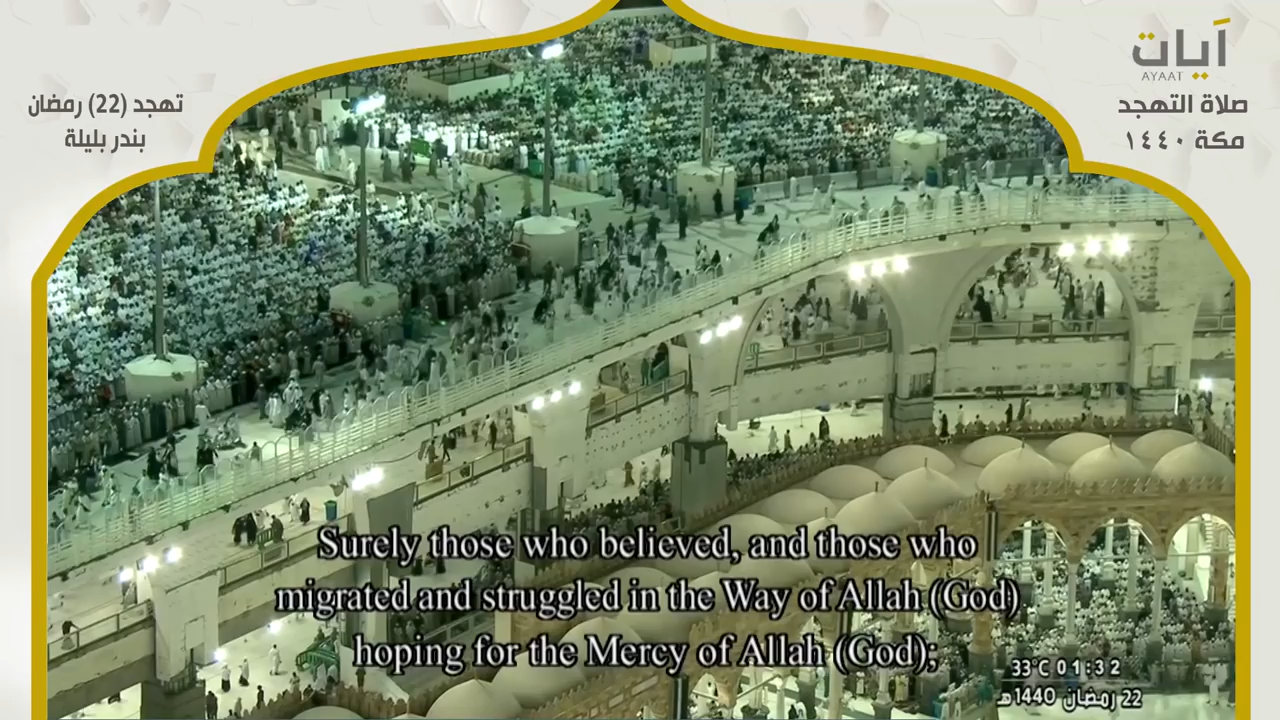 آيات
AYAAT
صلاة التهجد
مكة ١٤٤٠
تهجد (22) رمضان
بندر بليلة
Surely those who believed, and those who
migrated and struggled in the Way of Allah (God)
hoping for the Mercy of Allah (God);
33°C 01:32
22 رمضان 1440هـ